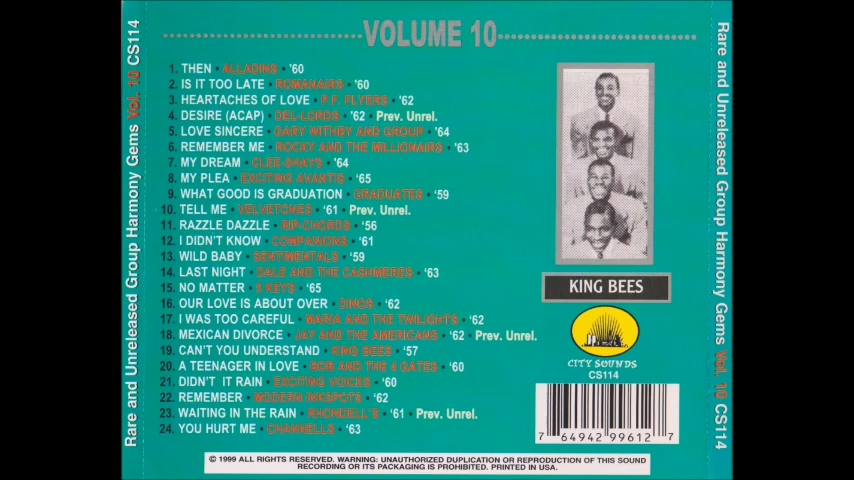 VOLUME 10
1. THEN • ALLADINS • '60
2. IS IT TOO LATE • ROMANAIRS • '60
3. HEARTACHES OF LOVE • P.F. FLYERS • '62
4. DESIRE (ACAP) • DEL-LORDS • '62 • Prev. Unrel.
5. LOVE SINCERE • GARY WITHBY AND GROUP • '64
6. REMEMBER ME • ROCKY AND THE MILLIONAIRS • '63
7. MY DREAM • CLEE-SHAYS • '64
8. MY PLEA • EXCITING AVANTIS • '65
9. WHAT GOOD IS GRADUATION • GRADUATES • '59
10. TELL ME • VELVETONES • '61 • Prev. Unrel.
11. RAZZLE DAZZLE • RIP-CHORDS • '56
12. I DIDN'T KNOW • COMPANIONS • '61
13. WILD BABY • SENTIMENTALS • '59
14. LAST NIGHT • DALE AND THE CASHMERES • '63
15. NO MATTER • 5 KEYS • '65
16. OUR LOVE IS ABOUT OVER • DINOS • '62
17. I WAS TOO CAREFUL • MARIA AND THE TWILIGHTS • '62
18. MEXICAN DIVORCE • JAY AND THE AMERICANS • '62 • Prev. Unrel.
19. CAN'T YOU UNDERSTAND • KING BEES • '57
20. A TEENAGER IN LOVE • BOB AND THE 4 GATES • '60
21. DIDN'T IT RAIN • EXCITING VOICES • '60
22. REMEMBER • MODERN INKSPOTS • '62
23. WAITING IN THE RAIN • RHONDELL'S • '61 • Prev. Unrel.
24. YOU HURT ME • CHANNELLS • '63
KING BEES
CITY SOUNDS
CS114
7 64942 99612 7
© 1999 ALL RIGHTS RESERVED. WARNING: UNAUTHORIZED DUPLICATION OR REPRODUCTION OF THIS SOUND
RECORDING OR ITS PACKAGING IS PROHIBITED. PRINTED IN USA.
Rare and Unreleased Group Harmony Gems Vol. 10 CS114
Rare and Unreleased Group Harmony Gems Vol. 10 CS114